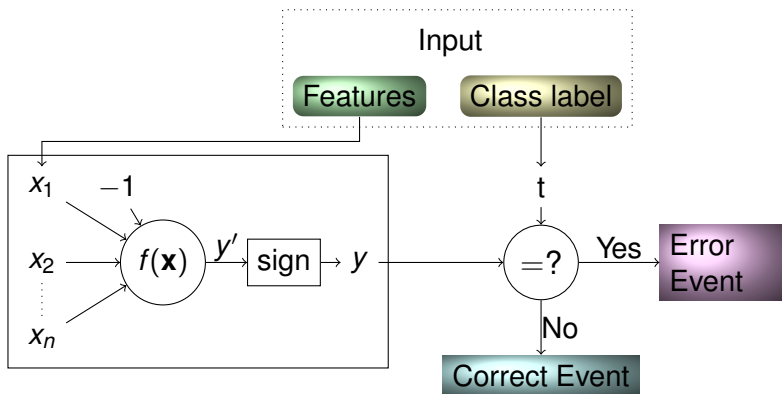 Input
Features
Class label
x₁
−1
t
x₂
f(x)
y′
sign
y
=?
Yes
Error
Event
xₙ
No
Correct Event